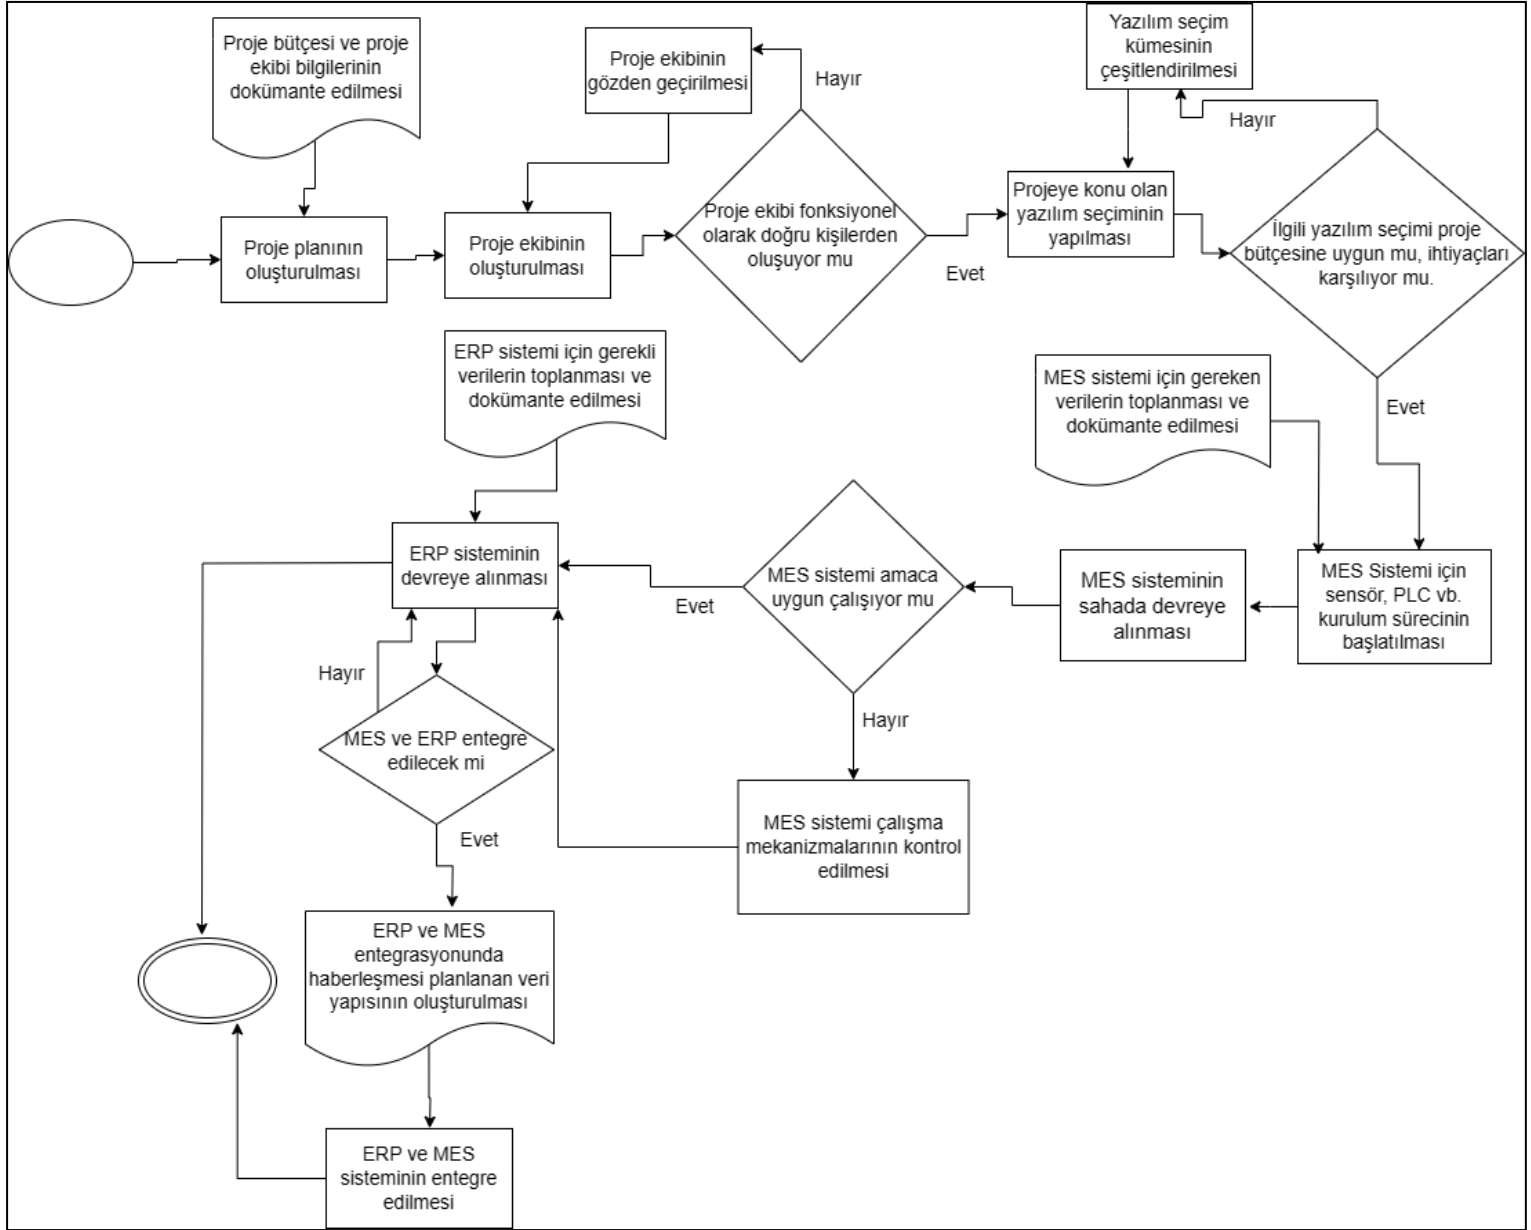 Proje bütçesi ve proje
ekibi bilgilerinin
dokümante edilmesi
Proje ekibinin
gözden geçirilmesi
Hayır
Yazılım seçim
kümesinin
çeşitlendirilmesi
Hayır
Proje planının
oluşturulması
Proje ekibinin
oluşturulması
Proje ekibi fonksiyonel
olarak doğru kişilerden
oluşuyor mu
Evet
Projeye konu olan
yazılım seçiminin
yapılması
İlgili yazılım seçimi proje
bütçesine uygun mu, ihtiyaçları
karşılıyor mu.
Evet
ERP sistemi için gerekli
verilerin toplanması ve
dokümante edilmesi
MES sistemi için gereken
verilerin toplanması ve
dokümante edilmesi
ERP sisteminin
devreye alınması
Evet
MES sistemi amaca
uygun çalışıyor mu
MES sisteminin
sahada devreye
alınması
MES Sistemi için
sensör, PLC vb.
kurulum sürecinin
başlatılması
Hayır
Hayır
MES ve ERP entegre
edilecek mi
Evet
MES sistemi çalışma
mekanizmalarının kontrol
edilmesi
ERP ve MES
entegrasyonunda
haberleşmesi planlanan veri
yapısının oluşturulması
ERP ve MES
sisteminin entegre
edilmesi